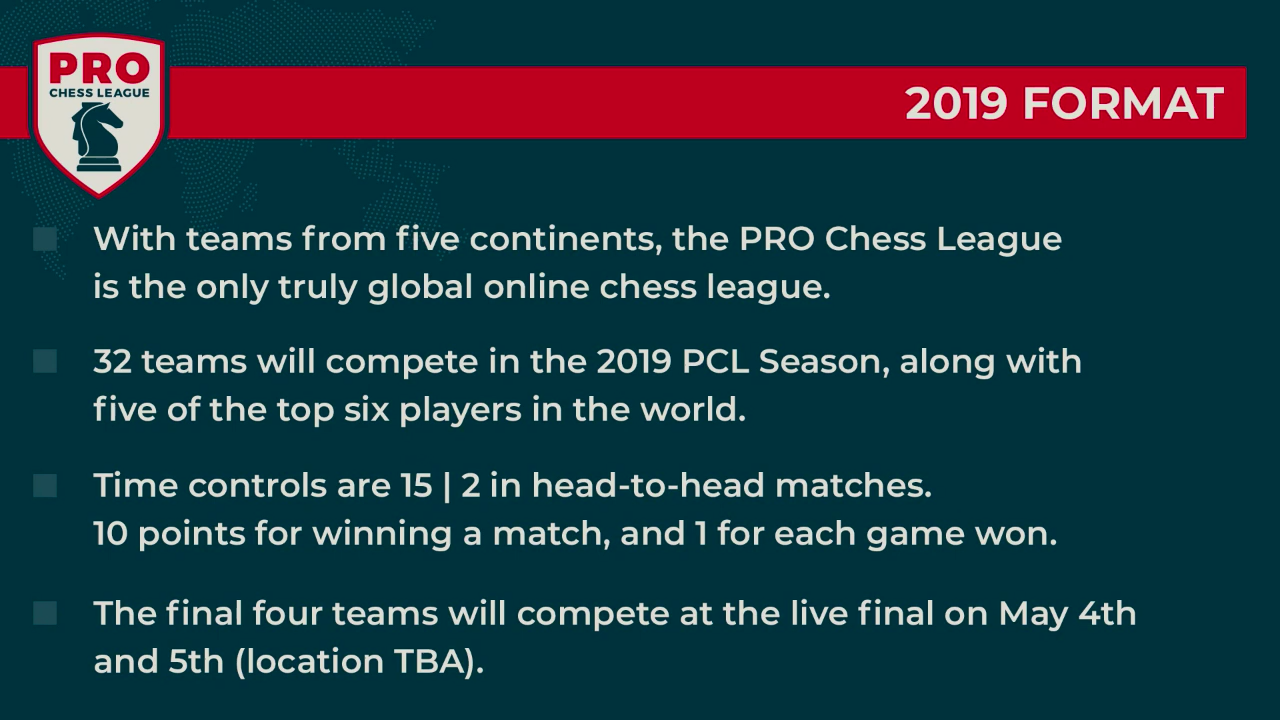 PRO
CHESS LEAGUE
2019 FORMAT
With teams from five continents, the PRO Chess League
is the only truly global online chess league.
32 teams will compete in the 2019 PCL Season, along with
five of the top six players in the world.
Time controls are 15 | 2 in head-to-head matches.
10 points for winning a match, and 1 for each game won.
The final four teams will compete at the live final on May 4th
and 5th (location TBA).